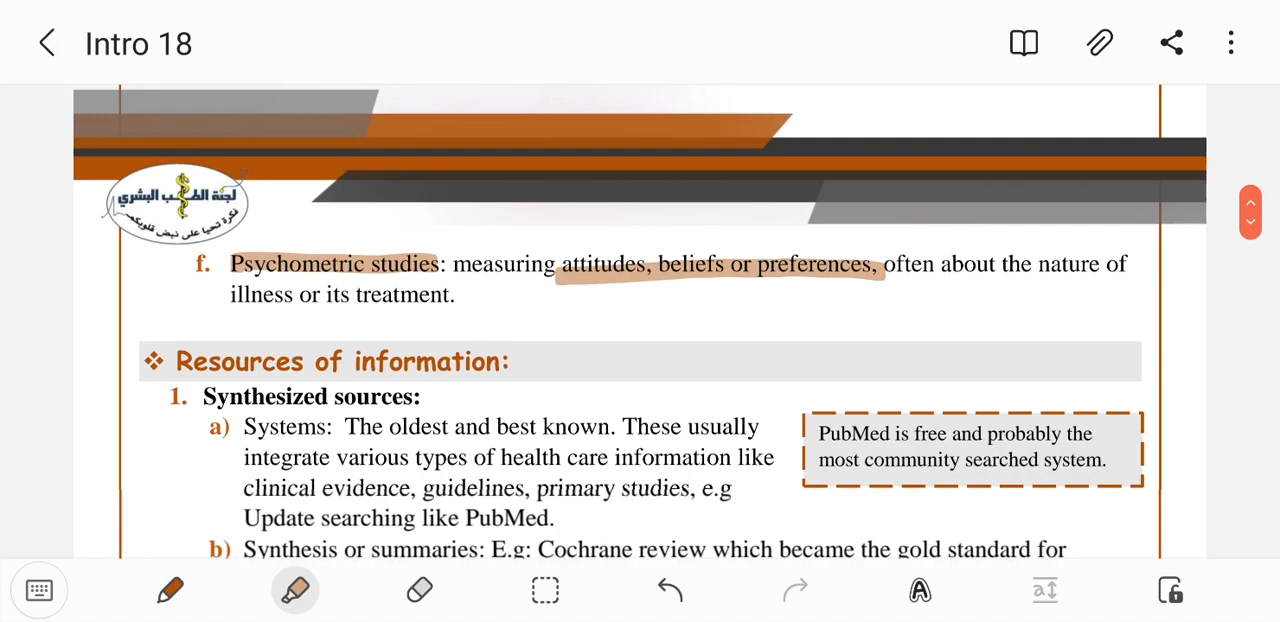 Intro 18
لجنة الطب البشري
فكرة تحيا على نبض قلوبكم
f. Psychometric studies: measuring attitudes, beliefs or preferences, often about the nature of
illness or its treatment.
❖ Resources of information:
1. Synthesized sources:
a) Systems: The oldest and best known. These usually
integrate various types of health care information like
clinical evidence, guidelines, primary studies, e.g
Update searching like PubMed.
PubMed is free and probably the
most community searched system.
b) Synthesis or summaries: E.g: Cochrane review which became the gold standard for